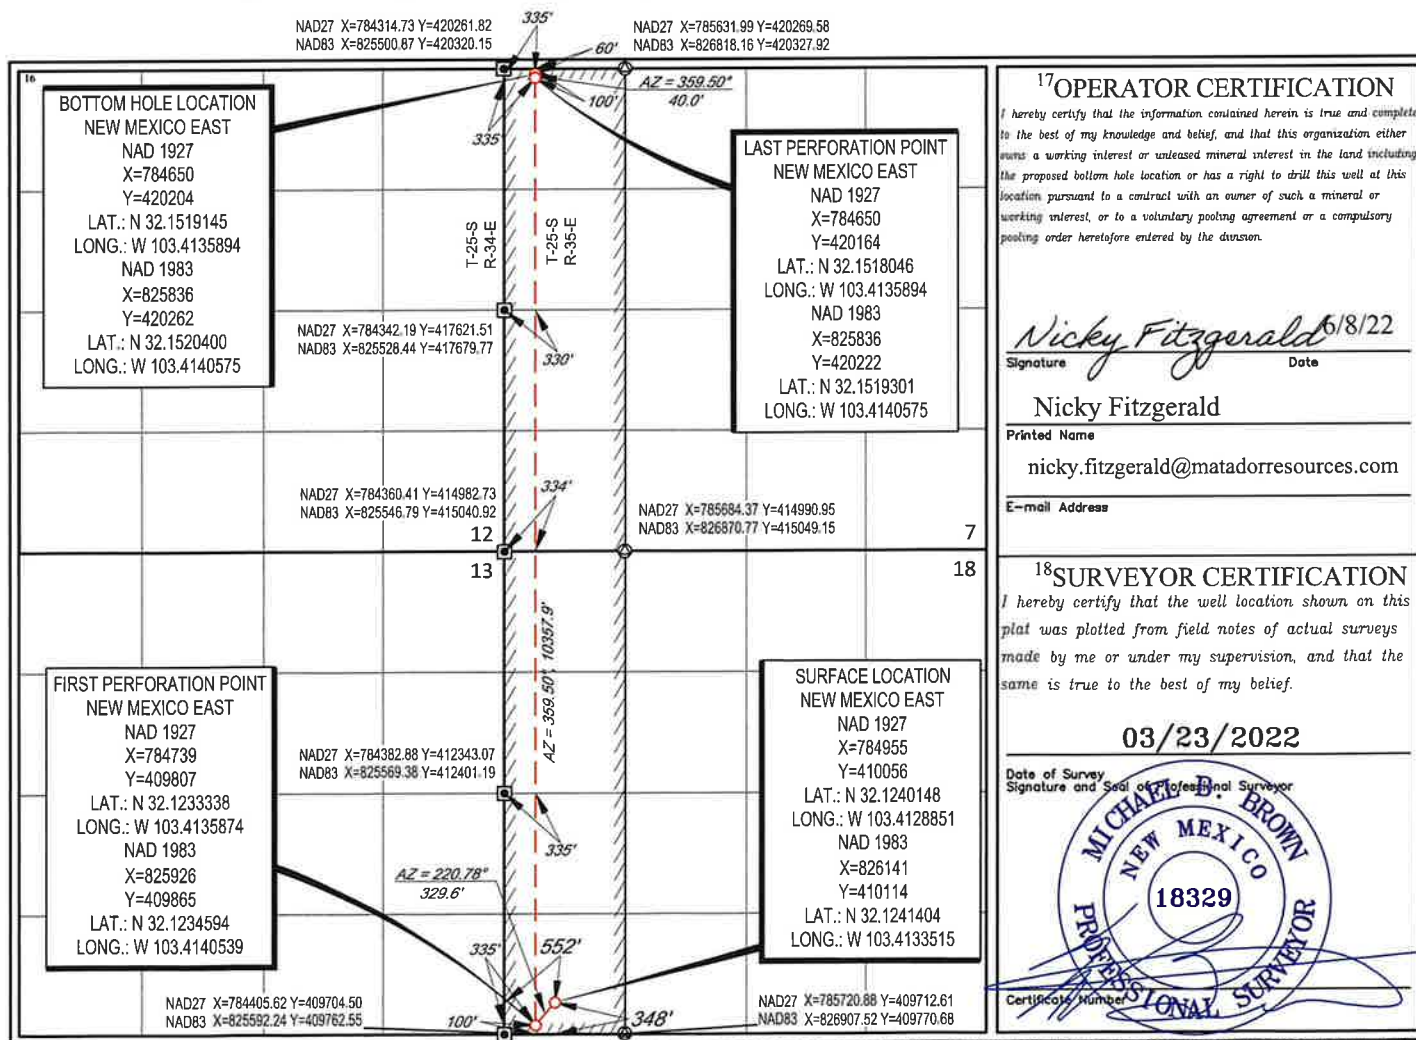 NAD27 X=784314.73 Y=420261.82
NAD83 X=825500.87 Y=420320.15
335'
60'
NAD27 X=785631.99 Y=420269.58
NAD83 X=826818.16 Y=420327.92
16
AZ = 359.50°
40.0'
100'
335'
BOTTOM HOLE LOCATION
NEW MEXICO EAST
NAD 1927
X=784650
Y=420204
LAT.: N 32.1519145
LONG.: W 103.4135894
NAD 1983
X=825836
Y=420262
LAT.: N 32.1520400
LONG.: W 103.4140575
T-25-S
R-34-E
T-25-S
R-35-E
LAST PERFORATION POINT
NEW MEXICO EAST
NAD 1927
X=784650
Y=420164
LAT.: N 32.1518046
LONG.: W 103.4135894
NAD 1983
X=825836
Y=420222
LAT.: N 32.1519301
LONG.: W 103.4140575
NAD27 X=784342.19 Y=417621.51
NAD83 X=825528.44 Y=417679.77
330'
NAD27 X=784360.41 Y=414982.73
NAD83 X=825546.79 Y=415040.92
334'
NAD27 X=785684.37 Y=414990.95
NAD83 X=826870.77 Y=415049.15
12
7
13
18
AZ = 359.50°, 10357.9'
FIRST PERFORATION POINT
NEW MEXICO EAST
NAD 1927
X=784739
Y=409807
LAT.: N 32.1233338
LONG.: W 103.4135874
NAD 1983
X=825926
Y=409865
LAT.: N 32.1234594
LONG.: W 103.4140539
NAD27 X=784382.88 Y=412343.07
NAD83 X=825569.38 Y=412401.19
335'
AZ = 220.78°
329.6'
SURFACE LOCATION
NEW MEXICO EAST
NAD 1927
X=784955
Y=410056
LAT.: N 32.1240148
LONG.: W 103.4128851
NAD 1983
X=826141
Y=410114
LAT.: N 32.1241404
LONG.: W 103.4133515
335'
552'
NAD27 X=784405.62 Y=409704.50
NAD83 X=825592.24 Y=409762.55
100'
348'
NAD27 X=785720.88 Y=409712.61
NAD83 X=826907.52 Y=409770.68
17 OPERATOR CERTIFICATION
I hereby certify that the information contained herein is true and complete
to the best of my knowledge and belief, and that this organization either
owns a working interest or unleased mineral interest in the land including
the proposed bottom hole location or has a right to drill this well at this
location pursuant to a contract with an owner of such a mineral or
working interest, or to a voluntary pooling agreement or a compulsory
pooling order heretofore entered by the division.
Nicky Fitzgerald 6/8/22
Signature Date
Nicky Fitzgerald
Printed Name
nicky.fitzgerald@matadorresources.com
E-mail Address
18 SURVEYOR CERTIFICATION
I hereby certify that the well location shown on this
plat was plotted from field notes of actual surveys
made by me or under my supervision, and that the
same is true to the best of my belief.
03/23/2022
Date of Survey
Signature and Seal of Professional Surveyor
MICHAEL B. BROWN
NEW MEXICO
18329
PROFESSIONAL SURVEYOR
Certificate Number